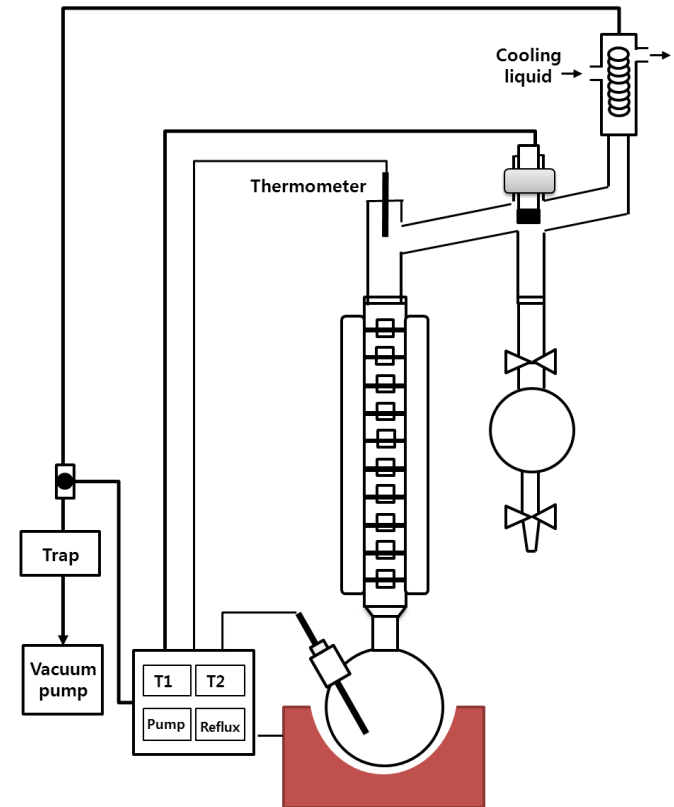 Cooling
liquid
Thermometer
Trap
Vacuum
pump
T1
T2
Pump
Reflux